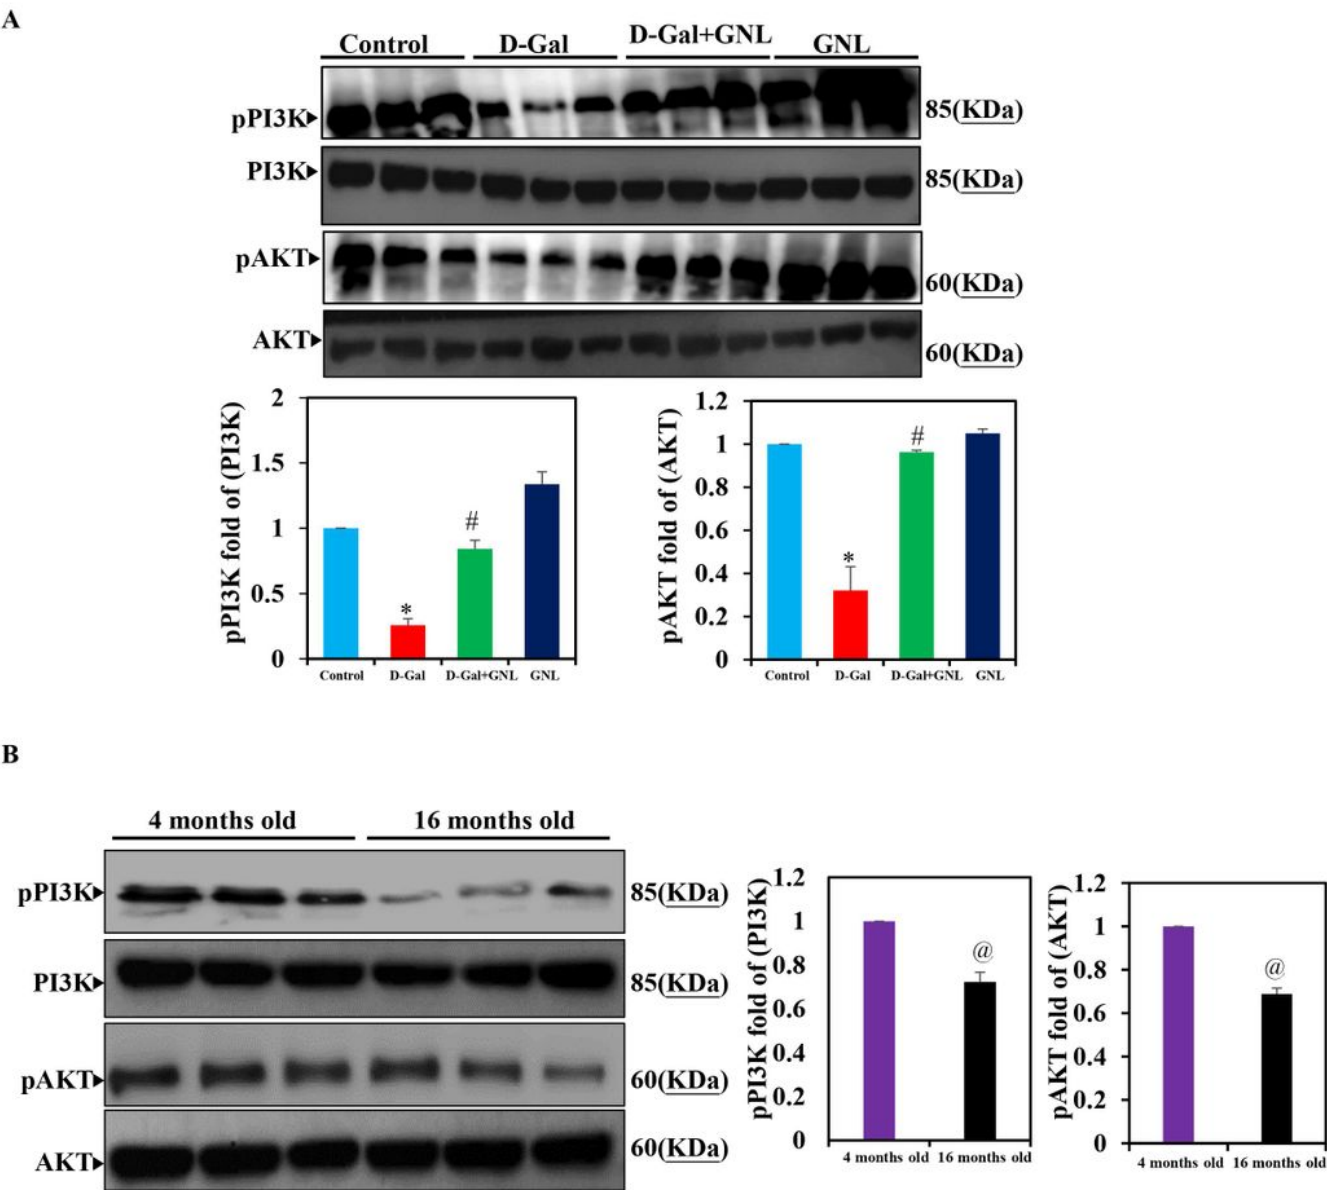 A
Control D-Gal D-Gal+GNL GNL
pPI3K 85(KDa)
PI3K 85(KDa)
pAKT 60(KDa)
AKT 60(KDa)
pPI3K fold of (PI3K)
2
1.5
1
0.5
0
*
#
Control D-Gal D-Gal+GNL GNL
pAKT fold of (AKT)
1.2
1
0.8
0.6
0.4
0.2
0
*
#
Control D-Gal D-Gal+GNL GNL
B
4 months old 16 months old
pPI3K 85(KDa)
PI3K 85(KDa)
pAKT 60(KDa)
AKT 60(KDa)
pPI3K fold of (PI3K)
1.2
1
0.8
0.6
0.4
0.2
0
@
4 months old 16 months old
pAKT fold of (AKT)
1.2
1
0.8
0.6
0.4
0.2
0
@
4 months old 16 months old